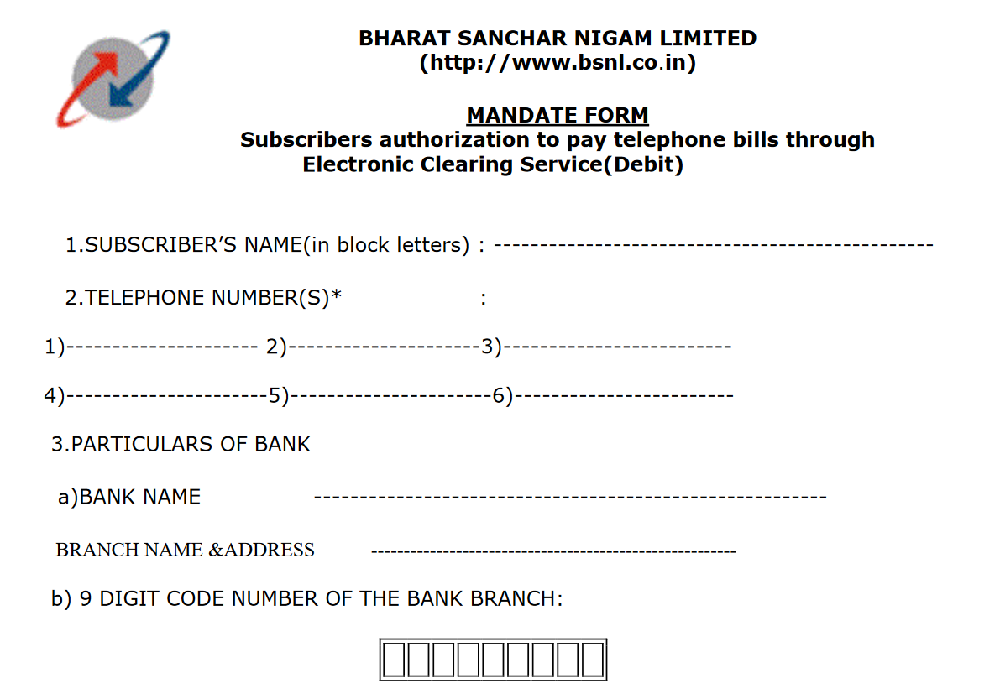 BHARAT SANCHAR NIGAM LIMITED
(http://www.bsnl.co.in)
MANDATE FORM
Subscribers authorization to pay telephone bills through
Electronic Clearing Service(Debit)
1.SUBSCRIBER’S NAME(in block letters) : ------------------------------------------------
2.TELEPHONE NUMBER(S)* :
1)--------------------- 2)---------------------3)-------------------------
4)----------------------5)----------------------6)------------------------
3.PARTICULARS OF BANK
a)BANK NAME --------------------------------------------------------
BRANCH NAME &ADDRESS --------------------------------------------------------
b) 9 DIGIT CODE NUMBER OF THE BANK BRANCH: